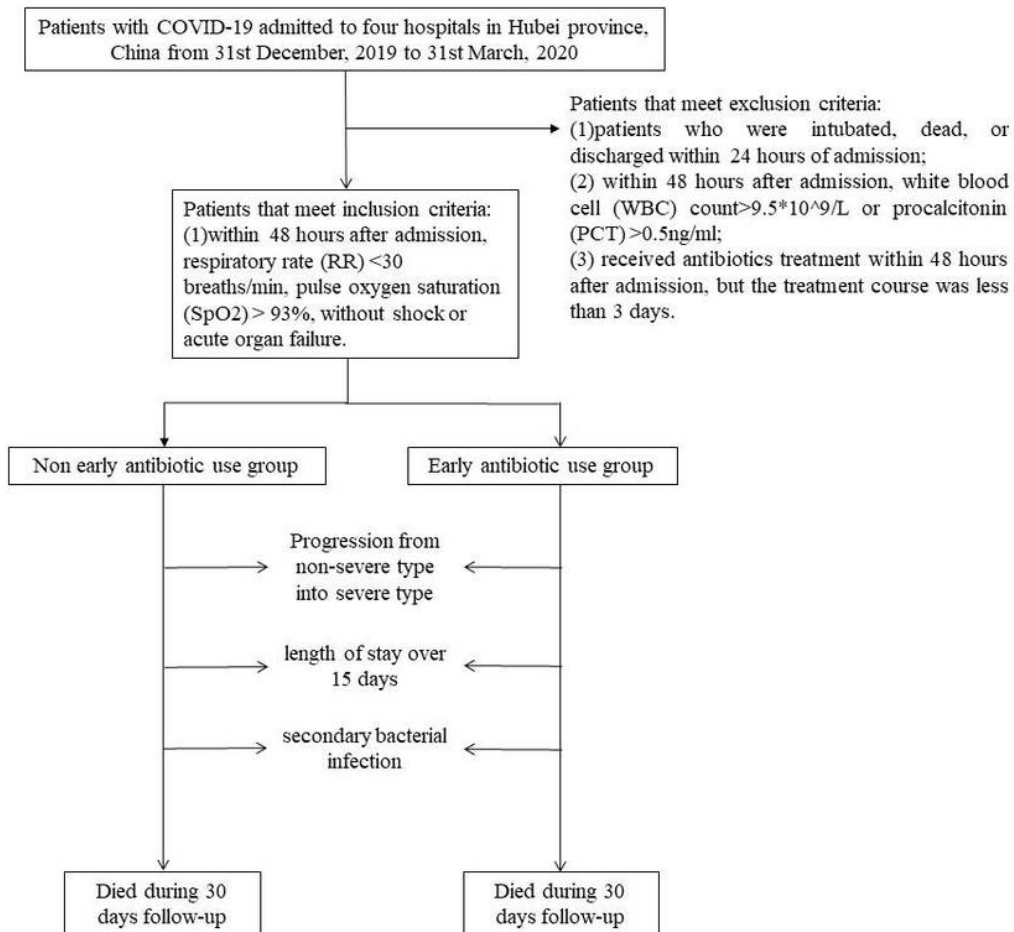 Patients with COVID-19 admitted to four hospitals in Hubei province,
China from 31st December, 2019 to 31st March, 2020
Patients that meet exclusion criteria:
(1)patients who were intubated, dead, or
discharged within 24 hours of admission;
(2) within 48 hours after admission, white blood
cell (WBC) count>9.5*10^9/L or procalcitonin
(PCT) >0.5ng/ml;
(3) received antibiotics treatment within 48 hours
after admission, but the treatment course was less
than 3 days.
Patients that meet inclusion criteria:
(1)within 48 hours after admission,
respiratory rate (RR) <30
breaths/min, pulse oxygen saturation
(SpO2) > 93%, without shock or
acute organ failure.
Non early antibiotic use group
Early antibiotic use group
Progression from
non-severe type
into severe type
length of stay over
15 days
secondary bacterial
infection
Died during 30
days follow-up
Died during 30
days follow-up